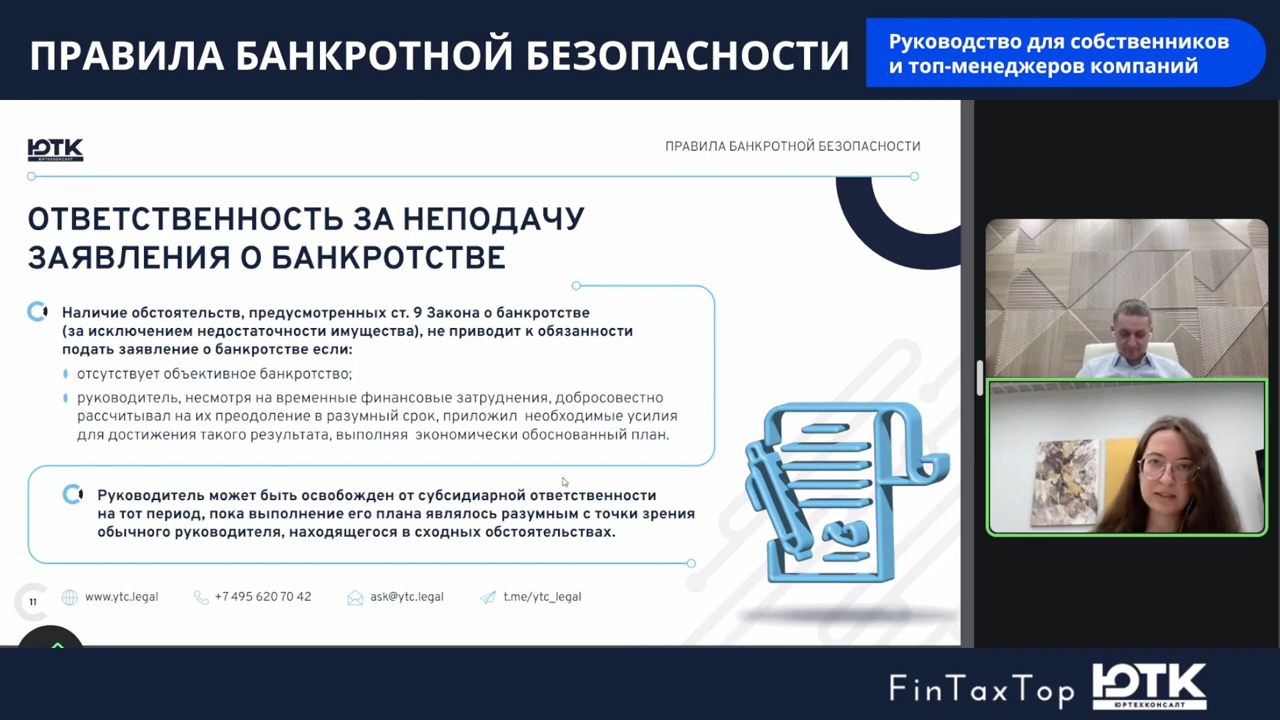 ПРАВИЛА БАНКРОТНОЙ БЕЗОПАСНОСТИ
Руководство для собственников
и топ-менеджеров компаний
ЮТК
ЮРТЕХКОНСАЛТ
ПРАВИЛА БАНКРОТНОЙ БЕЗОПАСНОСТИ
ОТВЕТСТВЕННОСТЬ ЗА НЕПОДАЧУ
ЗАЯВЛЕНИЯ О БАНКРОТСТВЕ
Наличие обстоятельств, предусмотренных ст. 9 Закона о банкротстве
(за исключением недостаточности имущества), не приводит к обязанности
подать заявление о банкротстве если:
отсутствует объективное банкротство;
руководитель, несмотря на временные финансовые затруднения, добросовестно
рассчитывал на их преодоление в разумный срок, приложил необходимые усилия
для достижения такого результата, выполняя экономически обоснованный план.
Руководитель может быть освобожден от субсидиарной ответственности
на тот период, пока выполнение его плана являлось разумным с точки зрения
обычного руководителя, находящегося в сходных обстоятельствах.
11
www.ytc.legal
+7 495 620 70 42
ask@ytc.legal
t.me/ytc_legal
FinTaxTop
ЮТК
ЮРТЕХКОНСАЛТ